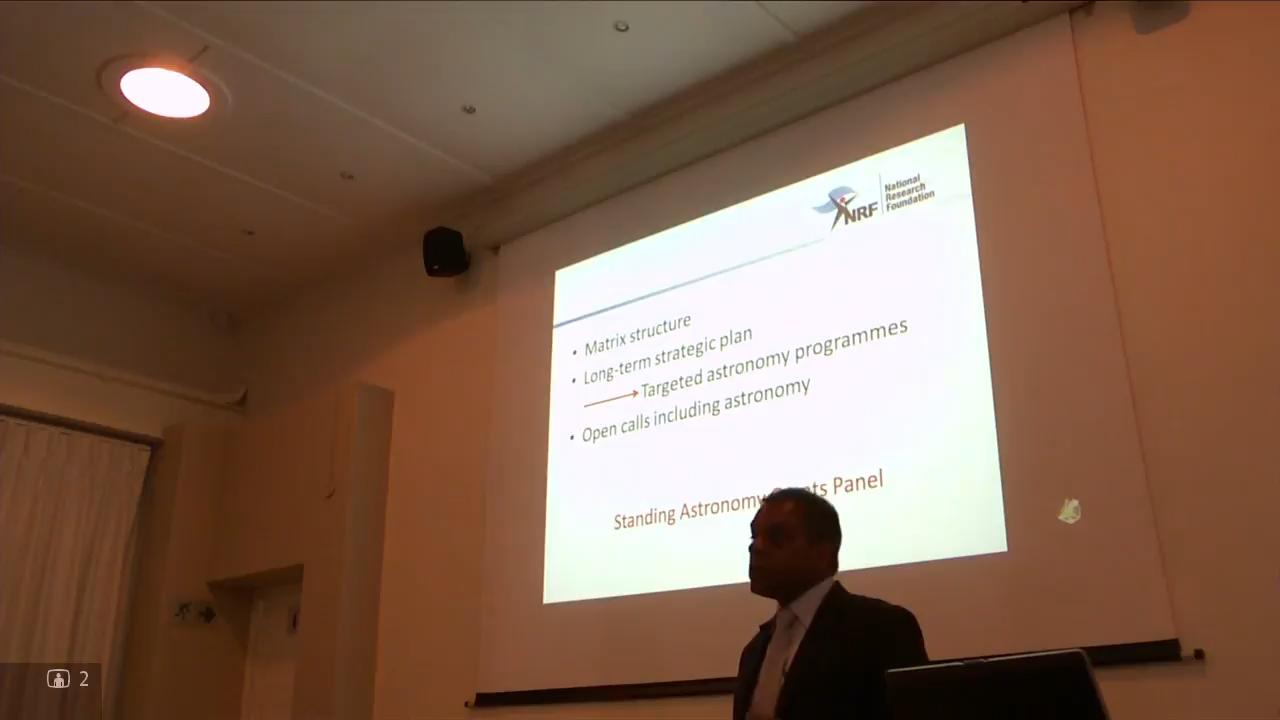 NRF
National
Research
Foundation
• Matrix structure
• Long-term strategic plan
Targeted astronomy programmes
• Open calls including astronomy
Standing Astronomy ts Panel
2